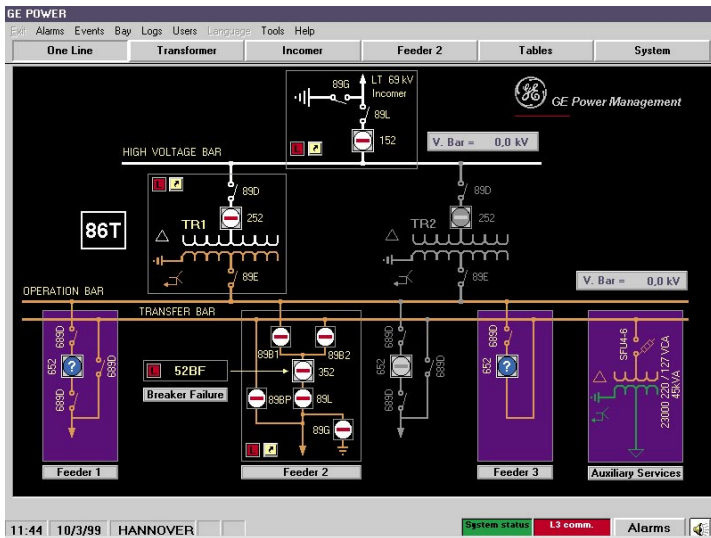 GE POWER
Exit Alarms Events Bay Logs Users Language Tools Help
One Line Transformer Incomer Feeder 2 Tables System
89G
LT 69 kV
Incomer
89L
GE Power Management
L
152
V. Bar = 0,0 kV
HIGH VOLTAGE BAR
L
89D
89D
86T
TR1
252
TR2
252
89E
89E
V. Bar = 0,0 kV
OPERATION BAR
TRANSFER BAR
689D
652
?
689D
689D
89B1
89B2
L 52BF
352
Breaker Failure
89BP
89L
89G
L
689D
652
689D
689D
689D
652
?
SFU4-6
23000 220 / 127 VCA
45kVA
Feeder 1
Feeder 2
Feeder 3
Auxiliary Services
11:44 10/3/99 HANNOVER
System status L3 comm. Alarms